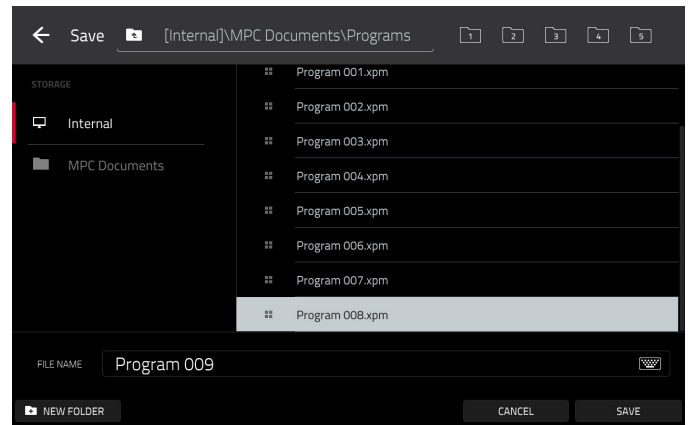 Save [Internal]\MPC Documents\Programs 1 2 3 4 5
STORAGE
Internal
MPC Documents
Program 001.xpm
Program 002.xpm
Program 003.xpm
Program 004.xpm
Program 005.xpm
Program 006.xpm
Program 007.xpm
Program 008.xpm
FILE NAME Program 009
NEW FOLDER CANCEL SAVE